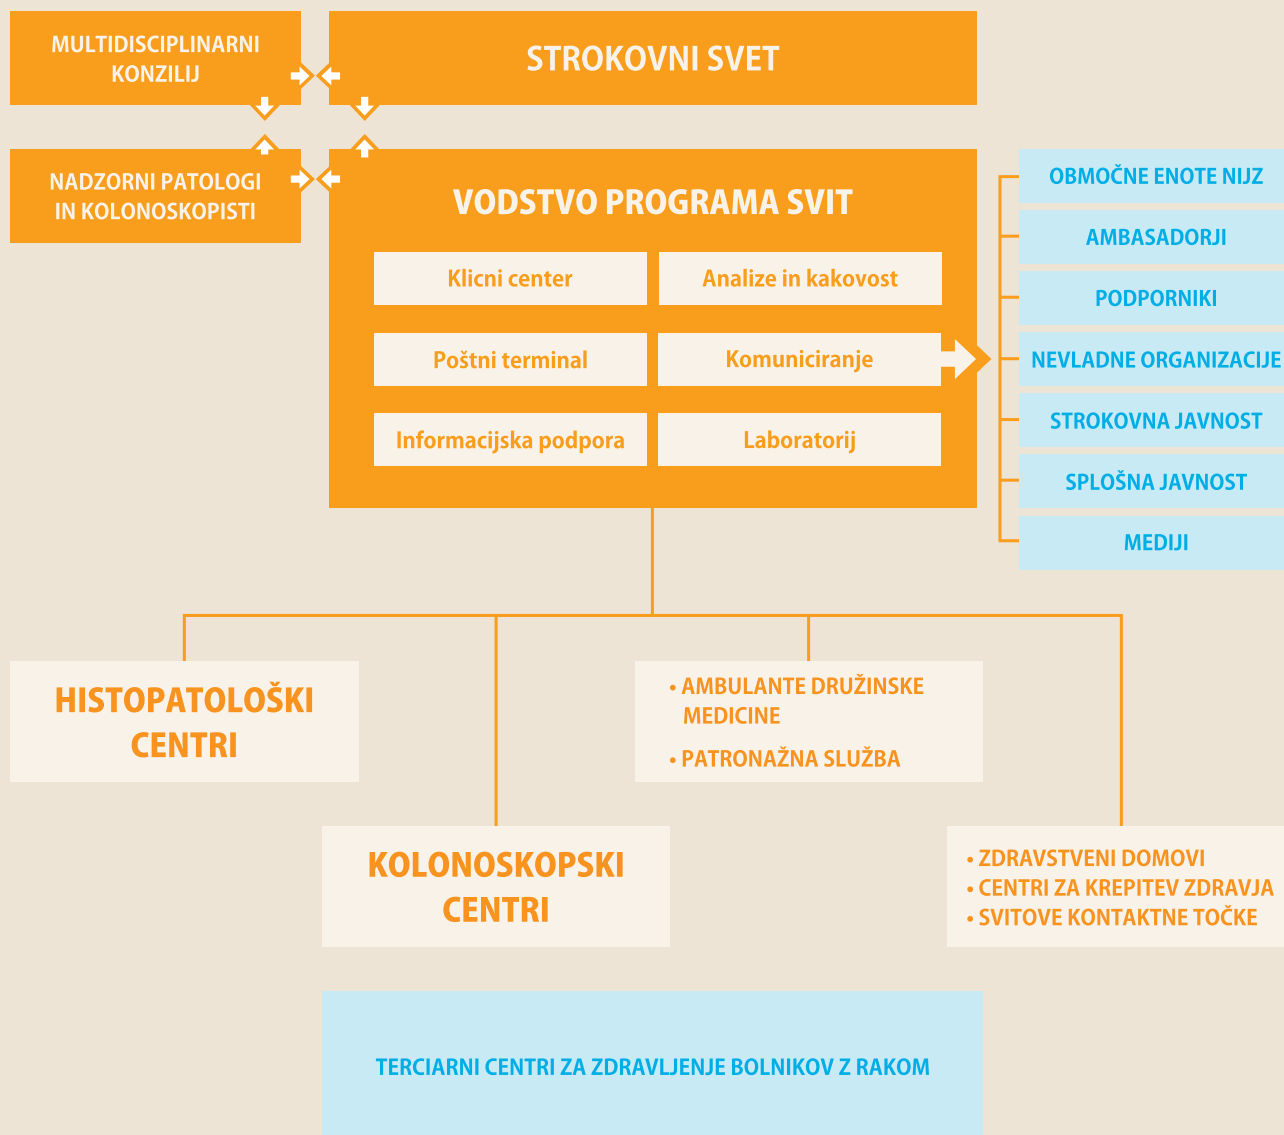 MULTIDISCIPLINARNI
KONZILIJ
STROKOVNI SVET
NADZORNI PATOLOGI
IN KOLONOSKOPISTI
VODSTVO PROGRAMA SVIT
Klicni center
Analize in kakovost
Poštni terminal
Komuniciranje
Informacijska podpora
Laboratorij
OBMOČNE ENOTE NIJZ
AMBASADORJI
PODPORNIKI
NEVLADNE ORGANIZACIJE
STROKOVNA JAVNOST
SPLOŠNA JAVNOST
MEDIJI
HISTOPATOLOŠKI
CENTRI
• AMBULANTE DRUŽINSKE
MEDICINE
• PATRONAŽNA SLUŽBA
KOLONOSKOPSKI
CENTRI
• ZDRAVSTVENI DOMOVI
• CENTRI ZA KREPITEV ZDRAVJA
• SVITOVE KONTAKTNE TOČKE
TERCIARNI CENTRI ZA ZDRAVLJENJE BOLNIKOV Z RAKOM